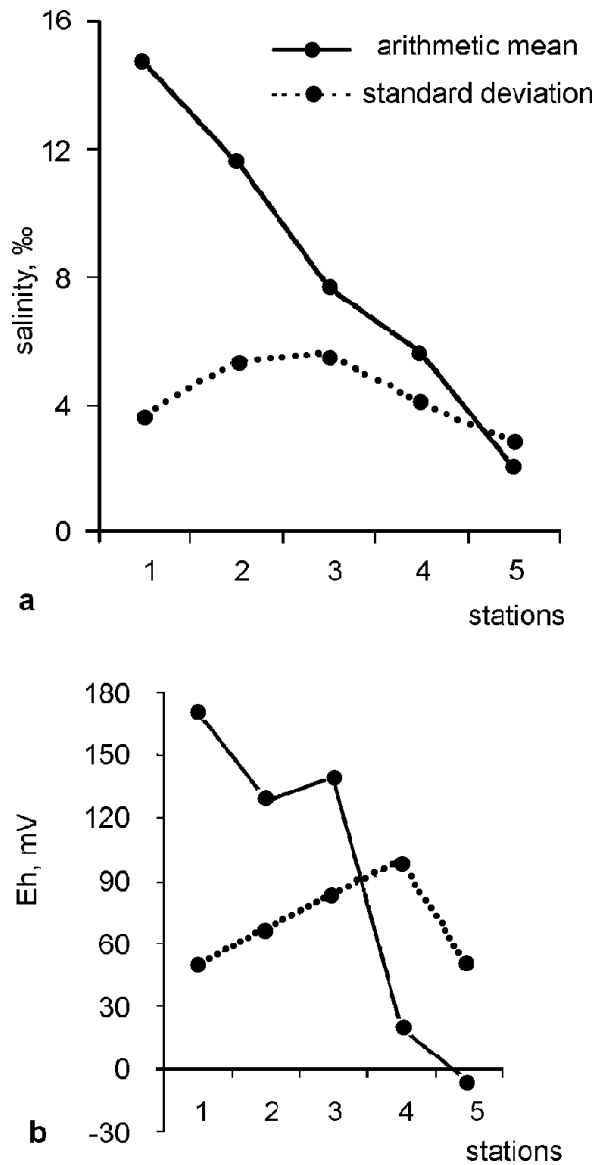 16
arithmetic mean
standard deviation
12
8
4
0
salinity, ‰
1 2 3 4 5
a
stations
180
150
120
90
60
30
0
-30
Eh, mV
1 2 3 4 5
b
stations